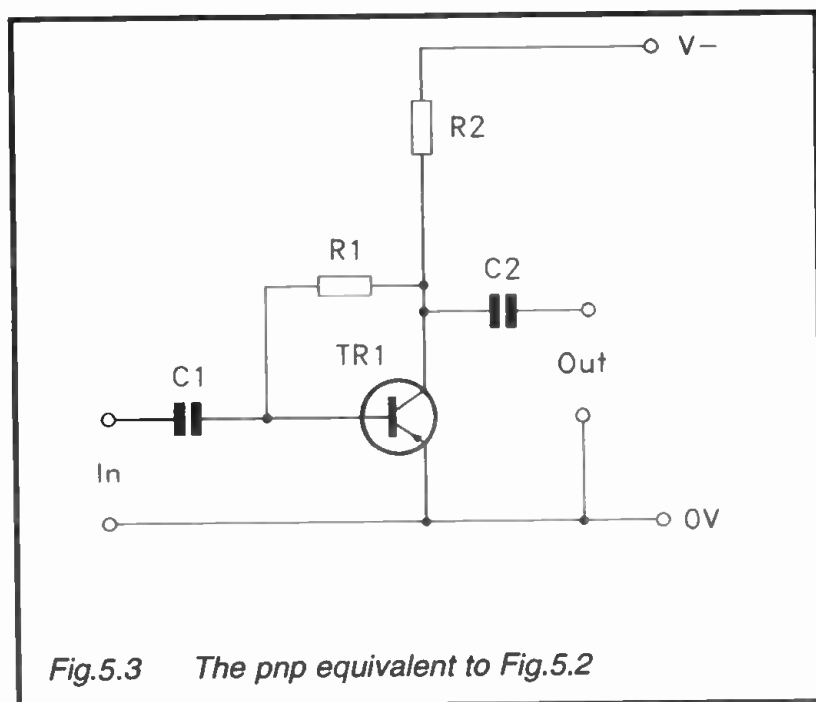 V-
R2
R1
C2
TR1
C1
Out
In
0V
Fig.5.3 The pnp equivalent to Fig.5.2